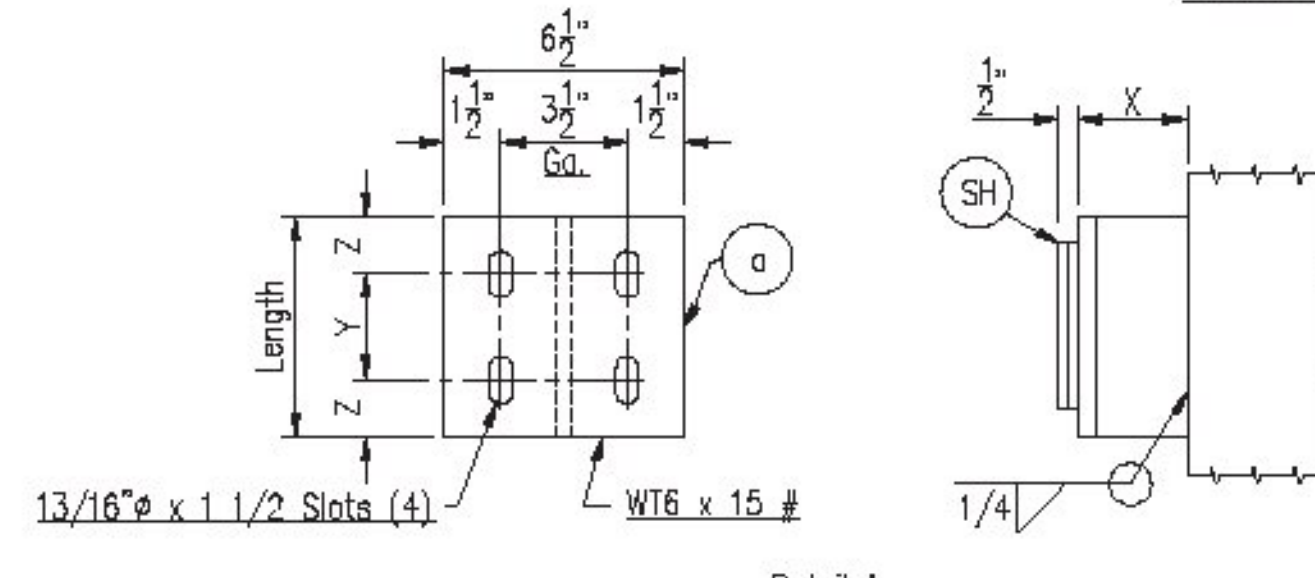 6 1/2"
1 1/2" 3 1/2" 1 1/2"
Ga.
Length
Z
Y
Z
a
13/16"ø x 1 1/2 Slots (4)
WT6 x 15 #
1/2"
X
SH
1/4